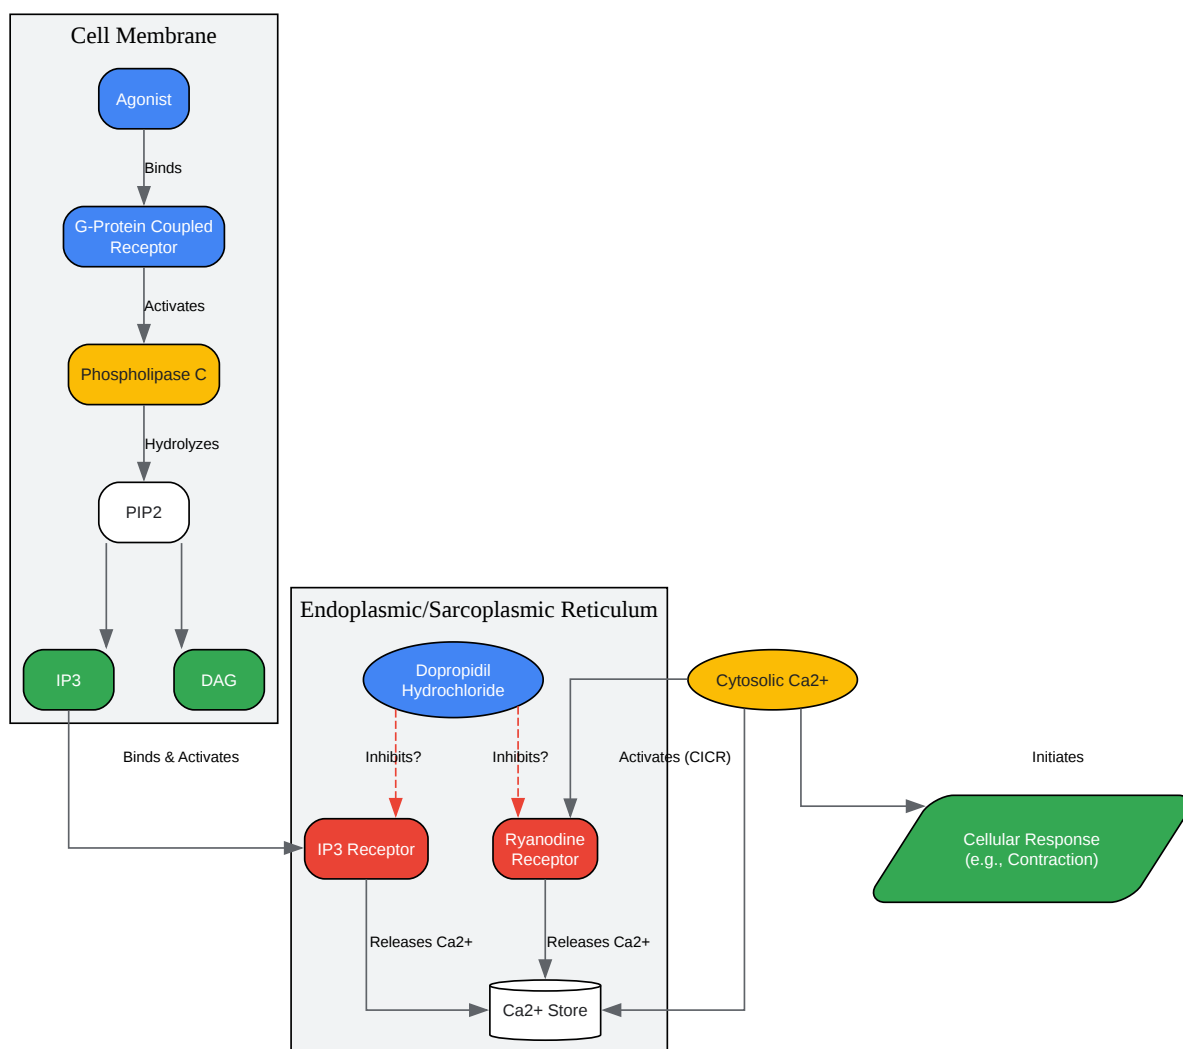 Cell Membrane
Agonist
Binds
G-Protein Coupled
Receptor
Activates
Phospholipase C
Hydrolyzes
PIP2
IP3
DAG
Binds & Activates
Endoplasmic/Sarcoplasmic Reticulum
Dopropidil
Hydrochloride
Cytosolic Ca2+
Inhibits?
Inhibits?
Activates (CICR)
Initiates
IP3 Receptor
Ryanodine
Receptor
Cellular Response
(e.g., Contraction)
Releases Ca2+
Releases Ca2+
Ca2+ Store